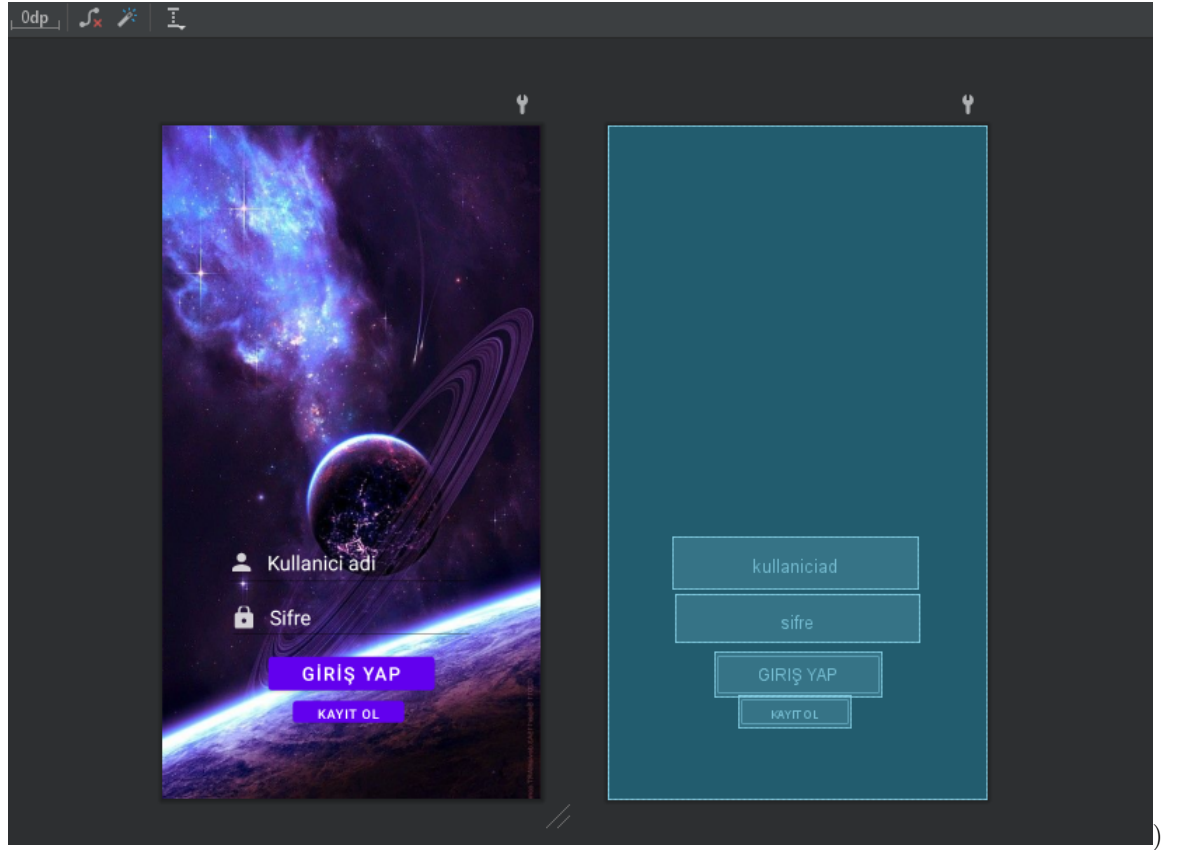 0dp
Kullanici adi
Sifre
GİRİŞ YAP
KAYIT OL
kullaniciad
sifre
GIRIŞ YAP
KAYIT OL
)